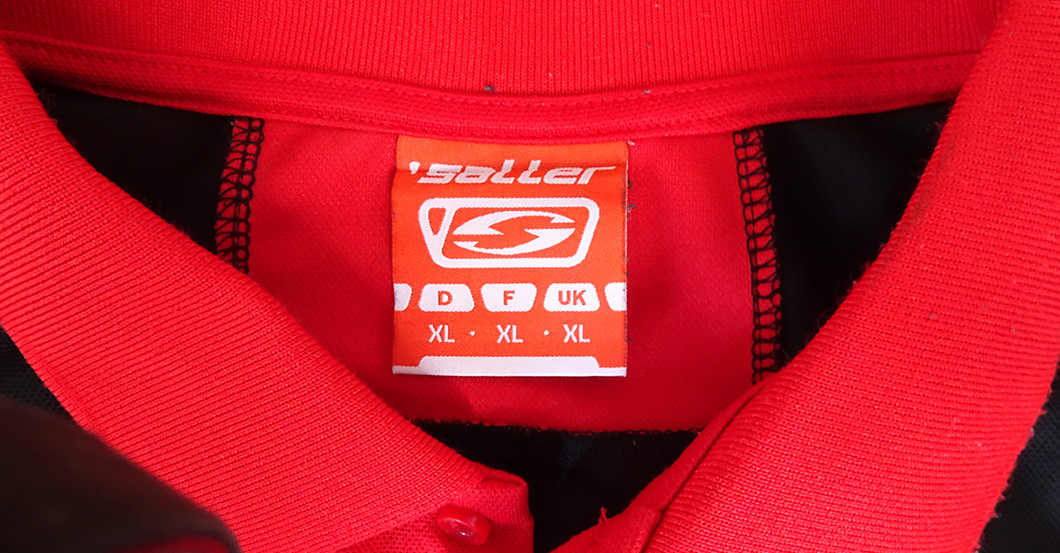 'saller
D F UK
XL · XL · XL